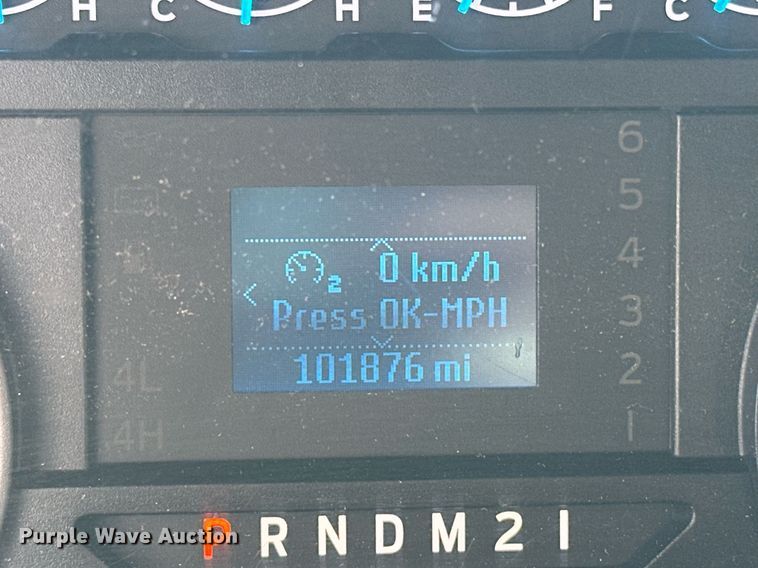 H C H E F C
6
5
4
2 0 km/h
3
Press OK-MPH
4L 101876 mi 2
4H 1
P R N D M 2 1
Purple Wave Auction